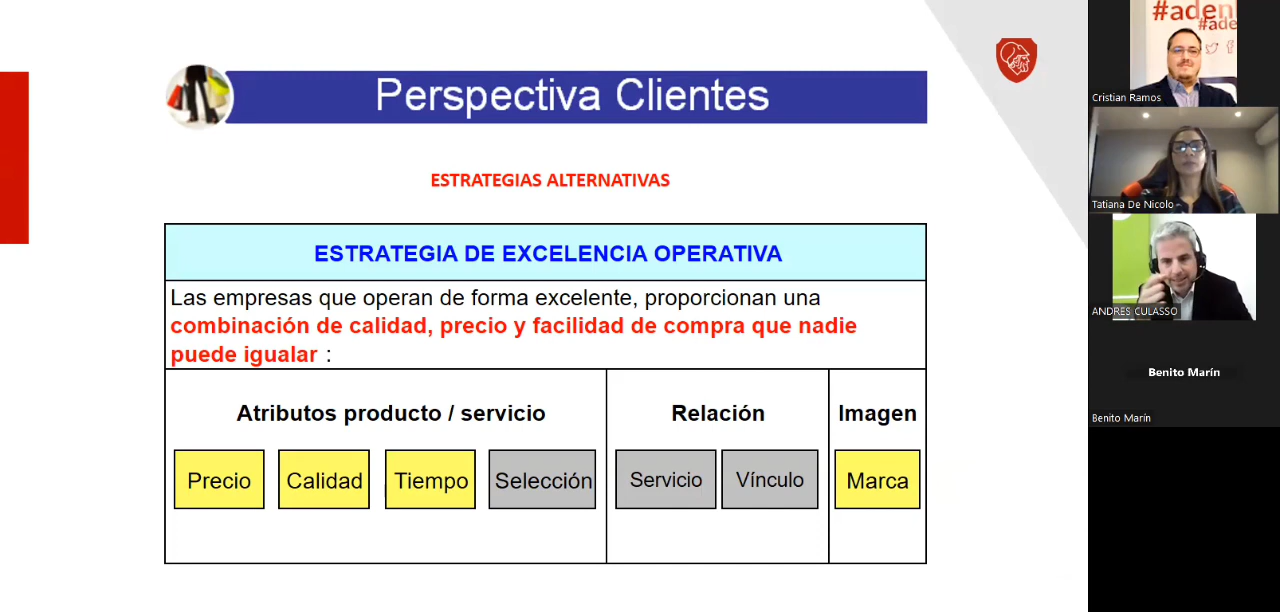 Perspectiva Clientes
ESTRATEGIAS ALTERNATIVAS
ESTRATEGIA DE EXCELENCIA OPERATIVA
Las empresas que operan de forma excelente, proporcionan una
combinación de calidad, precio y facilidad de compra que nadie
puede igualar :
Atributos producto / servicio
Relación
Imagen
Precio
Calidad
Tiempo
Selección
Servicio
Vínculo
Marca
#aden
#ade
Cristian Ramos
Tatiana De Nicolo
ANDRES CULASSO
Benito Marín
Benito Marín